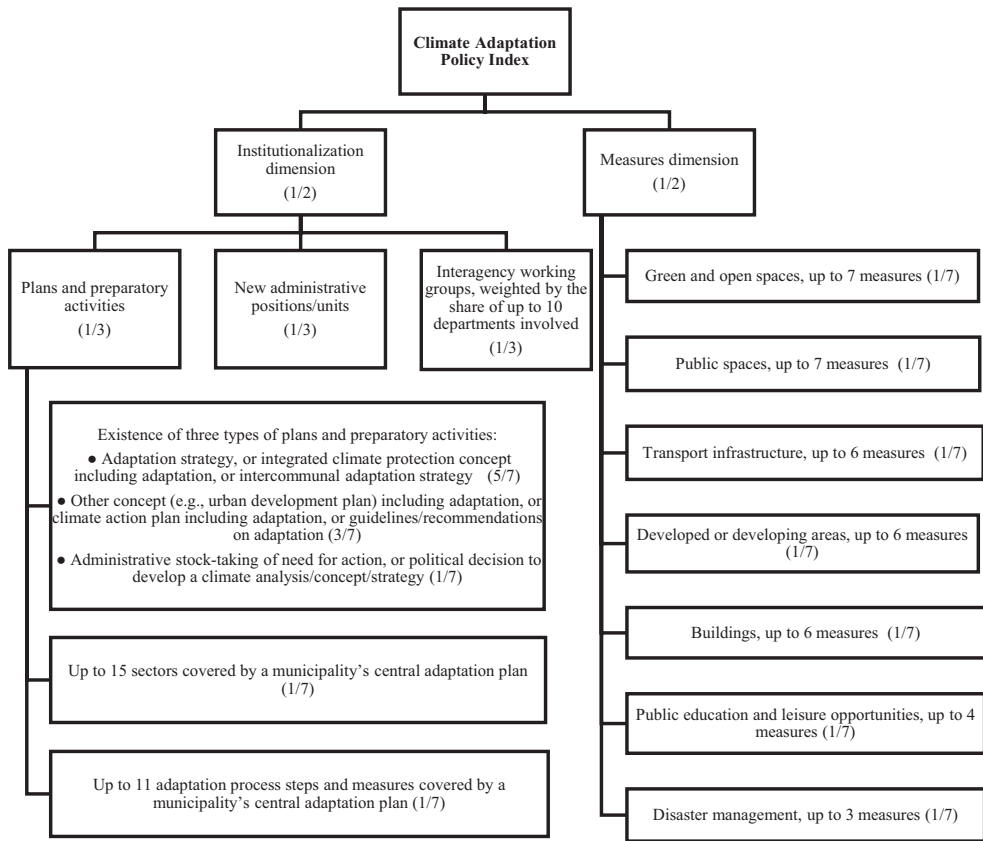 Climate Adaptation
Policy Index
Institutionalization
dimension
(1/2)
Measures dimension
(1/2)
Plans and preparatory
activities
(1/3)
New administrative
positions/units
(1/3)
Interagency working
groups, weighted by the
share of up to 10
departments involved
(1/3)
Existence of three types of plans and preparatory activities:
● Adaptation strategy, or integrated climate protection concept
including adaptation, or intercommunal adaptation strategy (5/7)
● Other concept (e.g., urban development plan) including adaptation, or
climate action plan including adaptation, or guidelines/recommendations
on adaptation (3/7)
● Administrative stock-taking of need for action, or political decision to
develop a climate analysis/concept/strategy (1/7)
Up to 15 sectors covered by a municipality’s central adaptation plan
(1/7)
Up to 11 adaptation process steps and measures covered by a
municipality’s central adaptation plan (1/7)
Green and open spaces, up to 7 measures (1/7)
Public spaces, up to 7 measures (1/7)
Transport infrastructure, up to 6 measures (1/7)
Developed or developing areas, up to 6 measures
(1/7)
Buildings, up to 6 measures (1/7)
Public education and leisure opportunities, up to 4
measures (1/7)
Disaster management, up to 3 measures (1/7)